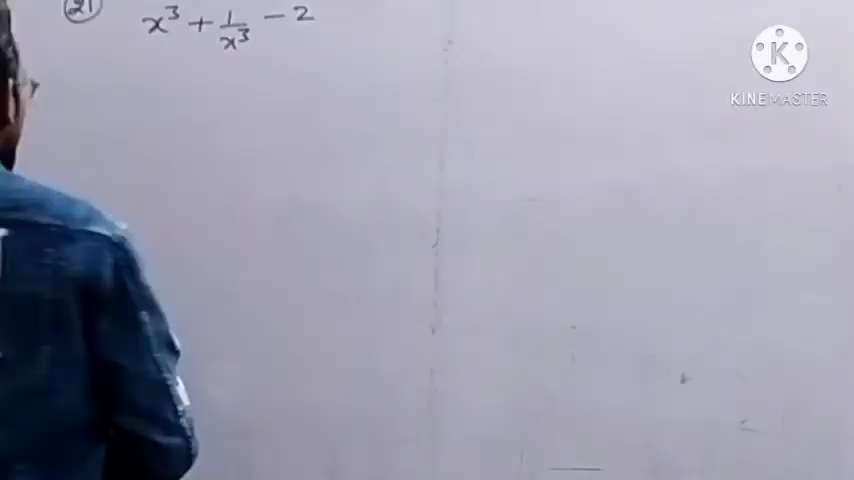 (21) x³ + 1/x³ - 2
K
KINEMASTER